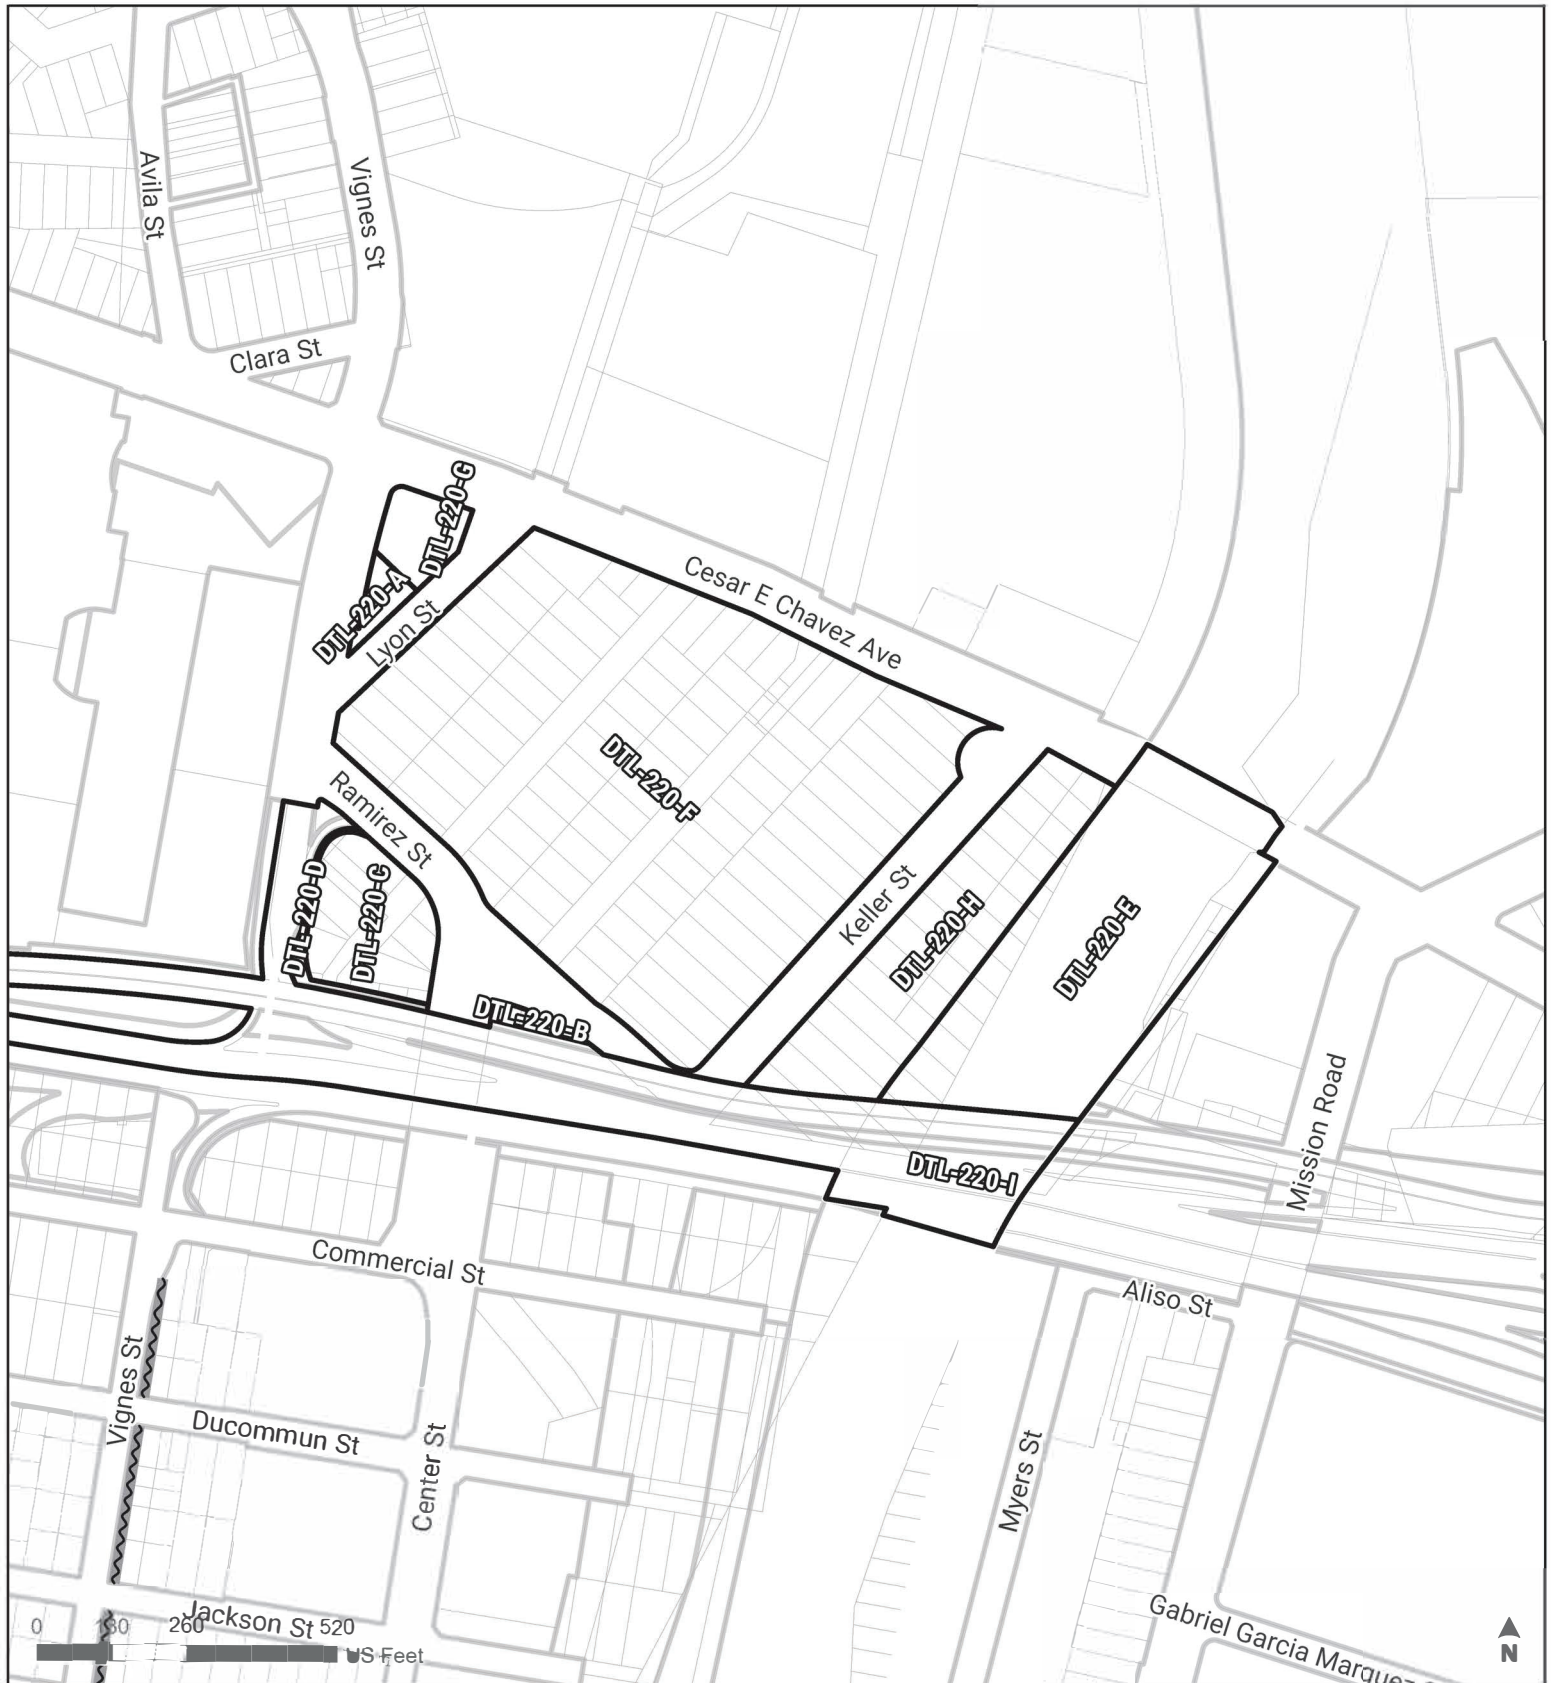 Avila St
Vignes St
Clara St
DTL-220-G
DTL-220-A
Lyon St
Cesar E Chavez Ave
DTL-220-F
Ramirez St
DTL-220-D
DTL-220-C
Keller St
DTL-220-H
DTL-220-E
DTL-220-B
DTL-220-I
Mission Road
Commercial St
Aliso St
Vignes St
Ducommun St
Center St
Myers St
Jackson St
Gabriel Garcia Marquez
0 130 260 520
US Feet
N